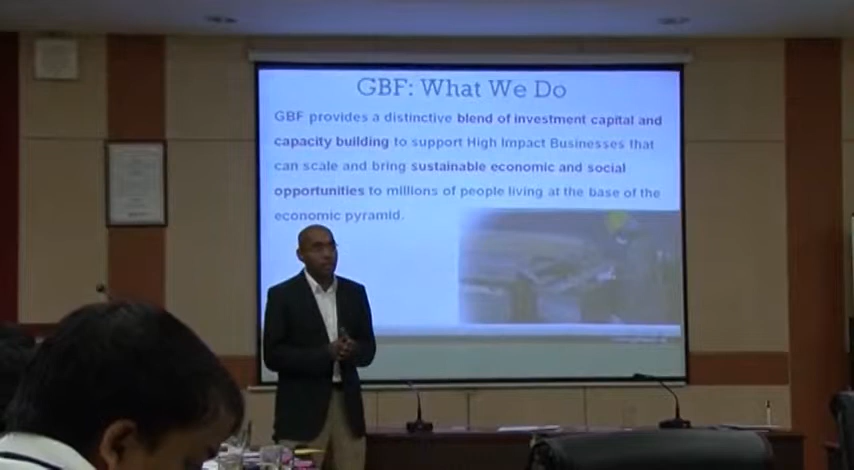 GBF: What We Do
GBF provides a distinctive blend of investment capital and
capacity building to support High Impact Businesses that
can scale and bring sustainable economic and social
opportunities to millions of people living at the base of the
economic pyramid.